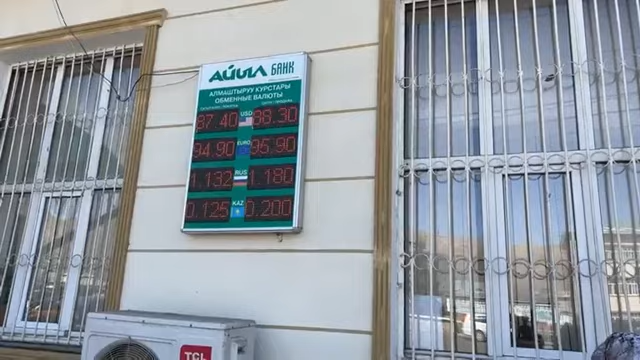 АЙЫЛ БАНК
АЛМАШТЫРУУ КУРСТАРЫ
ОБМЕННЫЕ ВАЛЮТЫ
87.40 USD 88.30
94.90 EURO 95.90
1.132 RUS 1.180
0.125 KAZ 0.200
TCL